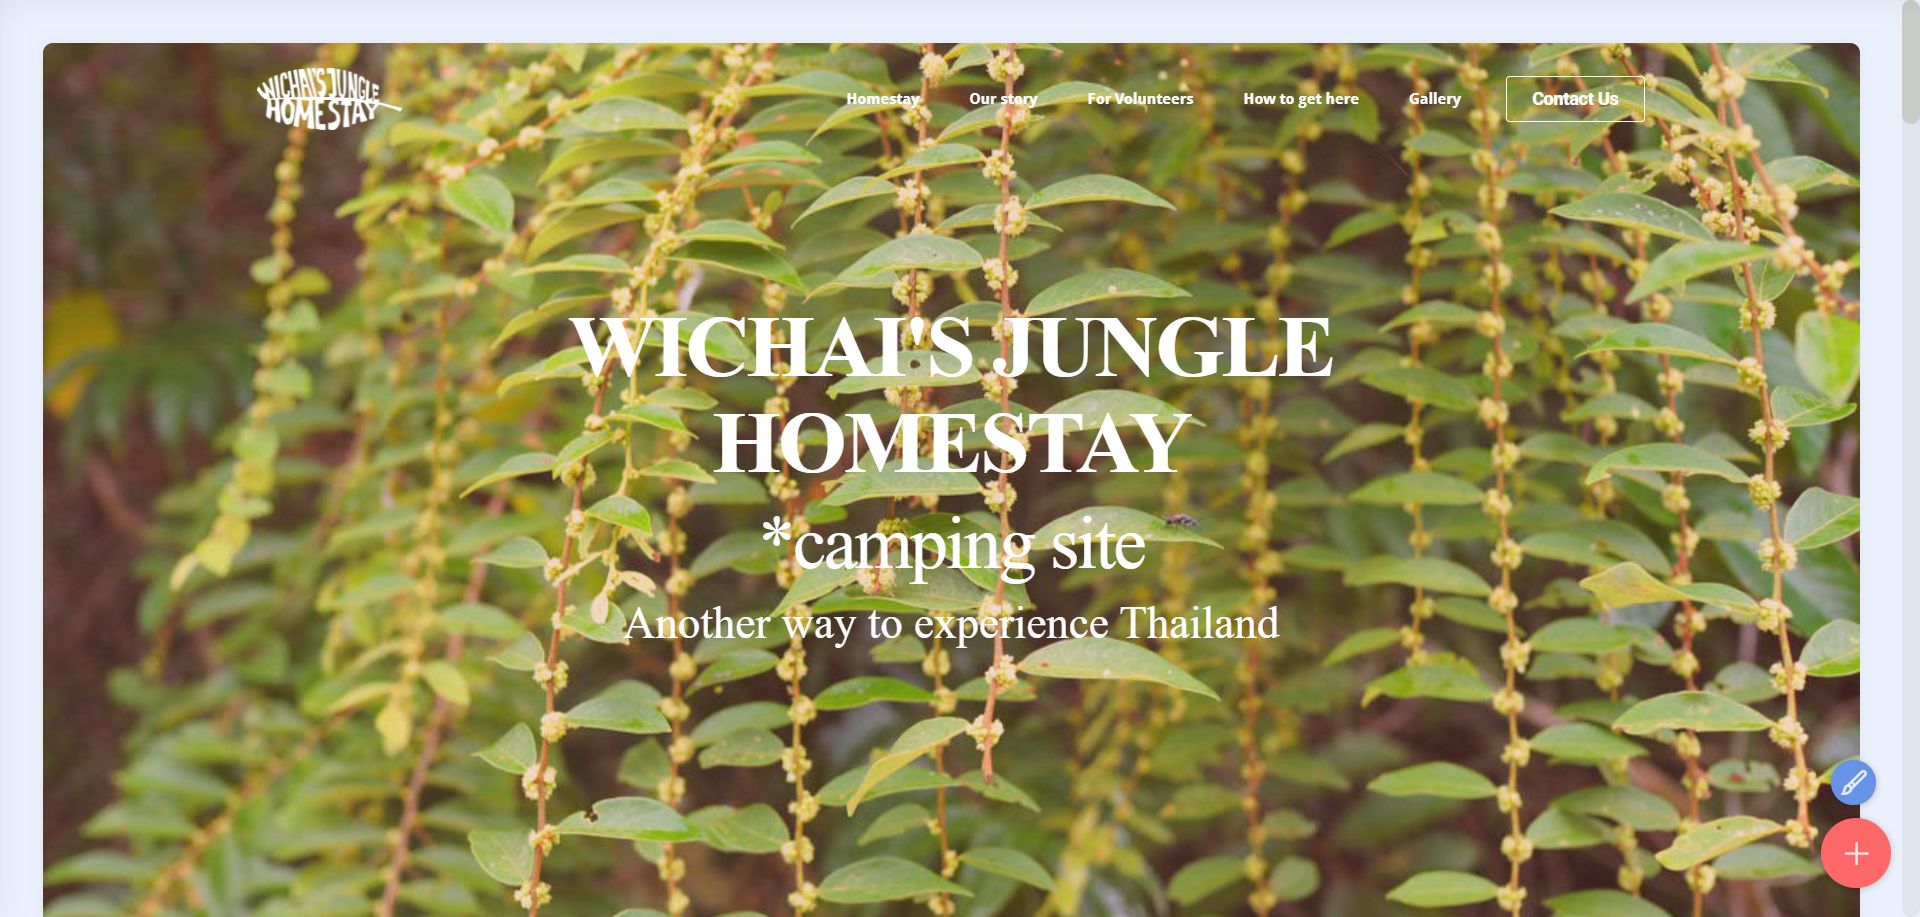 WICHAI'S JUNGLE
HOMESTAY
Homestay
Our story
For Volunteers
How to get here
Gallery
Contact Us
WICHAI'S JUNGLE
HOMESTAY
*camping site
Another way to experience Thailand